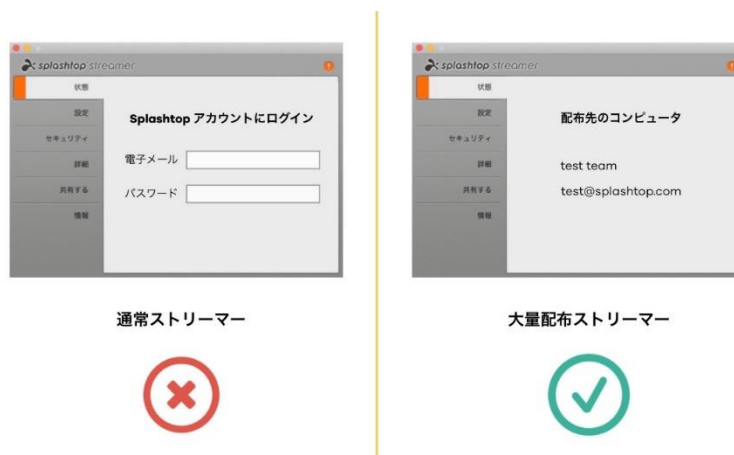 splashtop streamer
状態
設定
セキュリティ
詳細
共有する
情報
Splashtop アカウントにログイン
電子メール
パスワード
通常ストリーマー
splashtop streamer
状態
設定
セキュリティ
詳細
共有する
情報
配布先のコンピュータ
test team
test@splashtop.com
大量配布ストリーマー